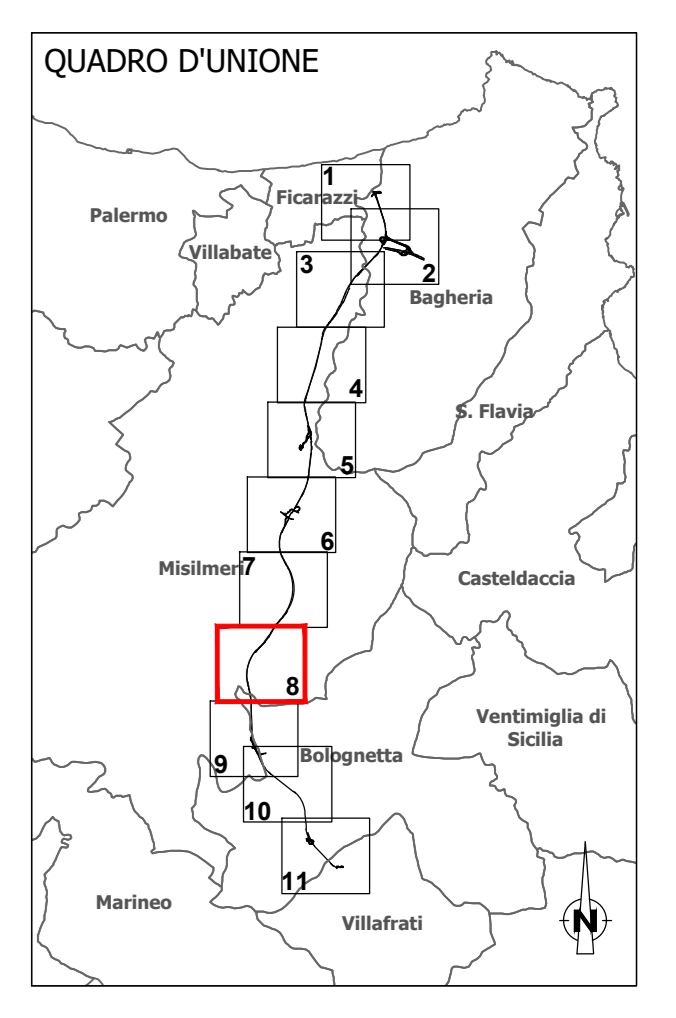 QUADRO D'UNIONE
1
Ficarazzi
Palermo
Villabate
3
2
Bagheria
4
S. Flavia
5
6
Misilmeri
7
Casteldaccia
8
Ventimiglia di
Sicilia
Bolognetta
9
10
11
Marineo
Villafrati
N